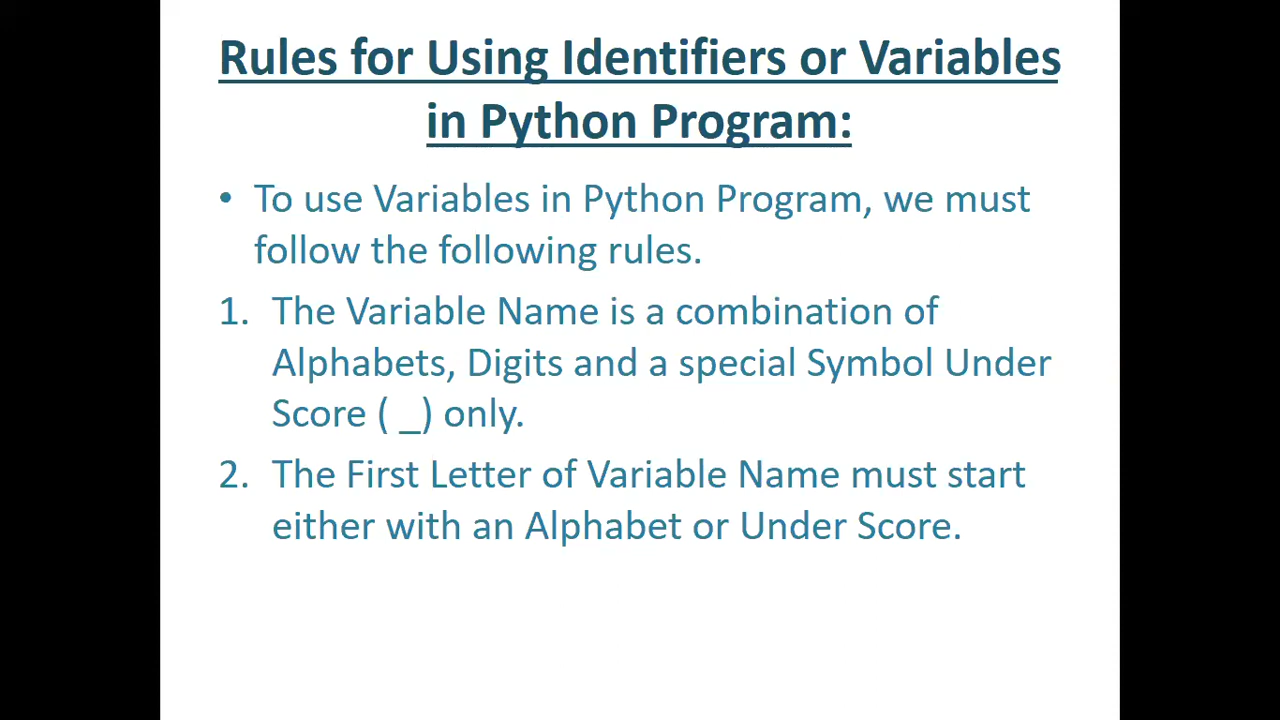 Rules for Using Identifiers or Variables
in Python Program:
• To use Variables in Python Program, we must
follow the following rules.
1. The Variable Name is a combination of
Alphabets, Digits and a special Symbol Under
Score ( _) only.
2. The First Letter of Variable Name must start
either with an Alphabet or Under Score.